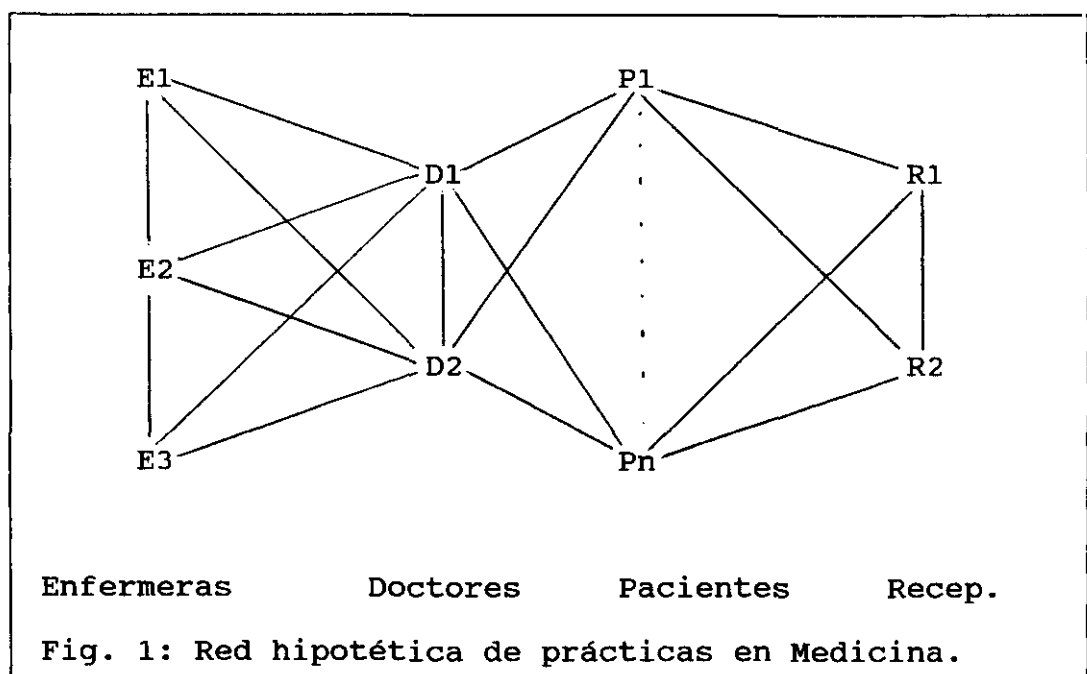 E1 P1
D1 R1
E2
D2 R2
E3 Pn
Enfermeras Doctores Pacientes Recep.
Fig. 1: Red hipotética de prácticas en Medicina.